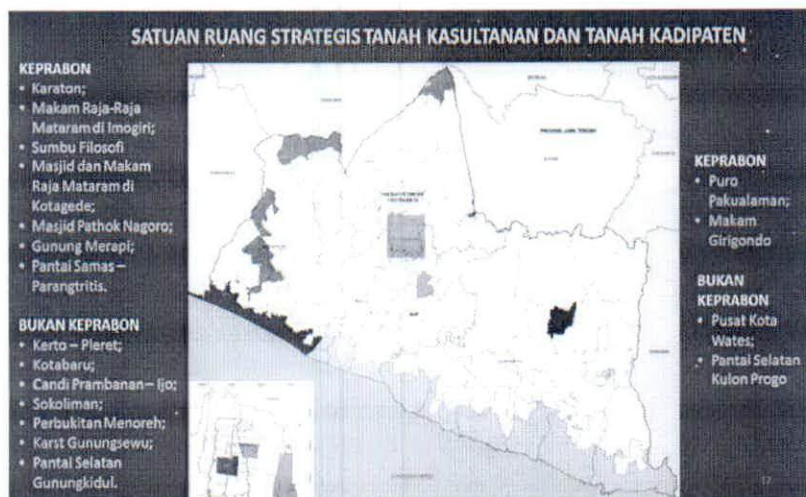 SATUAN RUANG STRATEGIS TANAH KASULTANAN DAN TANAH KADIPATEN
KEPRABON
• Karaton;
• Makam Raja-Raja
Mataram di Imogiri;
• Sumbu Filosofi
• Masjid dan Makam
Raja Mataram di
Kotagede;
• Masjid Pathok Nagoro;
• Gunung Merapi;
• Pantai Samas –
Parangtritis.
BUKAN KEPRABON
• Kerto – Pleret;
• Kotabaru;
• Candi Prambanan – Ijo;
• Sokoliman;
• Perbukitan Menoreh;
• Karst Gunungsewu;
• Pantai Selatan
Gunungkidul.
PROVINSI JAWA TENGAH
KEPRABON
• Puro
Pakualaman;
• Makam
Girigondo
BUKAN
KEPRABON
• Pusat Kota
Wates;
• Pantai Selatan
Kulon Progo
17